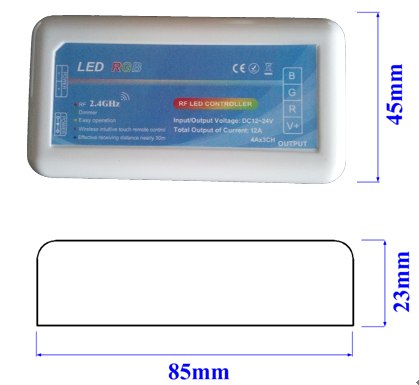 LED RGB
HF 2.4GHz
Dimmer
Easy operation
Wireless intuitive touch remote control
Effective receiving distance nearly 30m
RF LED CONTROLLER
Input/Output Voltage: DC12~24V
Total Output of Current: 12A
4Ax3CH
B
G
R
V+
OUTPUT
45mm
23mm
85mm